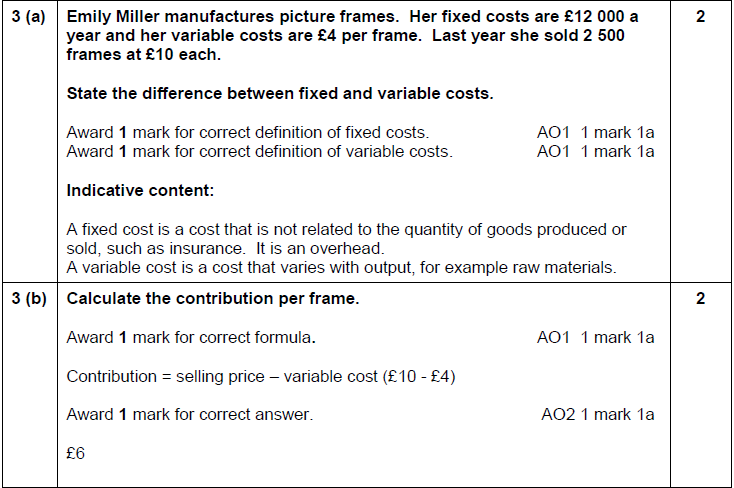 3 (a) Emily Miller manufactures picture frames. Her fixed costs are £12 000 a 2
year and her variable costs are £4 per frame. Last year she sold 2 500
frames at £10 each.
State the difference between fixed and variable costs.
Award 1 mark for correct definition of fixed costs. AO1 1 mark 1a
Award 1 mark for correct definition of variable costs. AO1 1 mark 1a
Indicative content:
A fixed cost is a cost that is not related to the quantity of goods produced or
sold, such as insurance. It is an overhead.
A variable cost is a cost that varies with output, for example raw materials.
3 (b) Calculate the contribution per frame. 2
Award 1 mark for correct formula. AO1 1 mark 1a
Contribution = selling price – variable cost (£10 - £4)
Award 1 mark for correct answer. AO2 1 mark 1a
£6